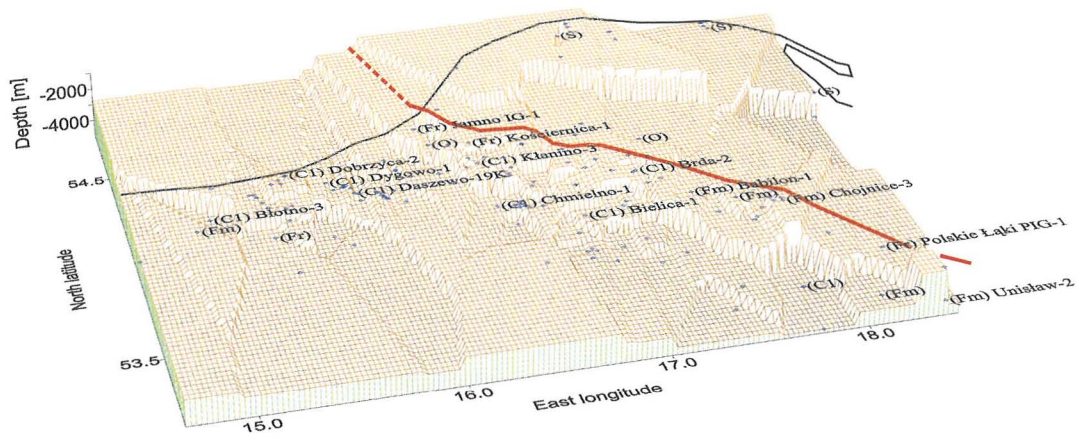 (S)
(S)
(S)
Depth [m]
-2000
-4000
(Fr) Jamno IG-1
(O)
(Fr) Kościernica-1
(O)
(C1) Kłanino-3
(C1) Brda-2
(C1) Dobrzyca-2
(C1) Dygowo-1
(C1) Daszewo-19K
54.5
(Fm) Babilon-1
(Fm)
(Fm) Chojnice-3
(C1) Chmielno-1
(C1) Bielica-1
(C1) Błotno-3
(Fm)
(Fr)
(Fr) Polskie Łąki PIG-1
North latitude
(C1)
(Fm)
(Fm) Unisław-2
53.5
18.0
17.0
16.0
15.0
East longitude